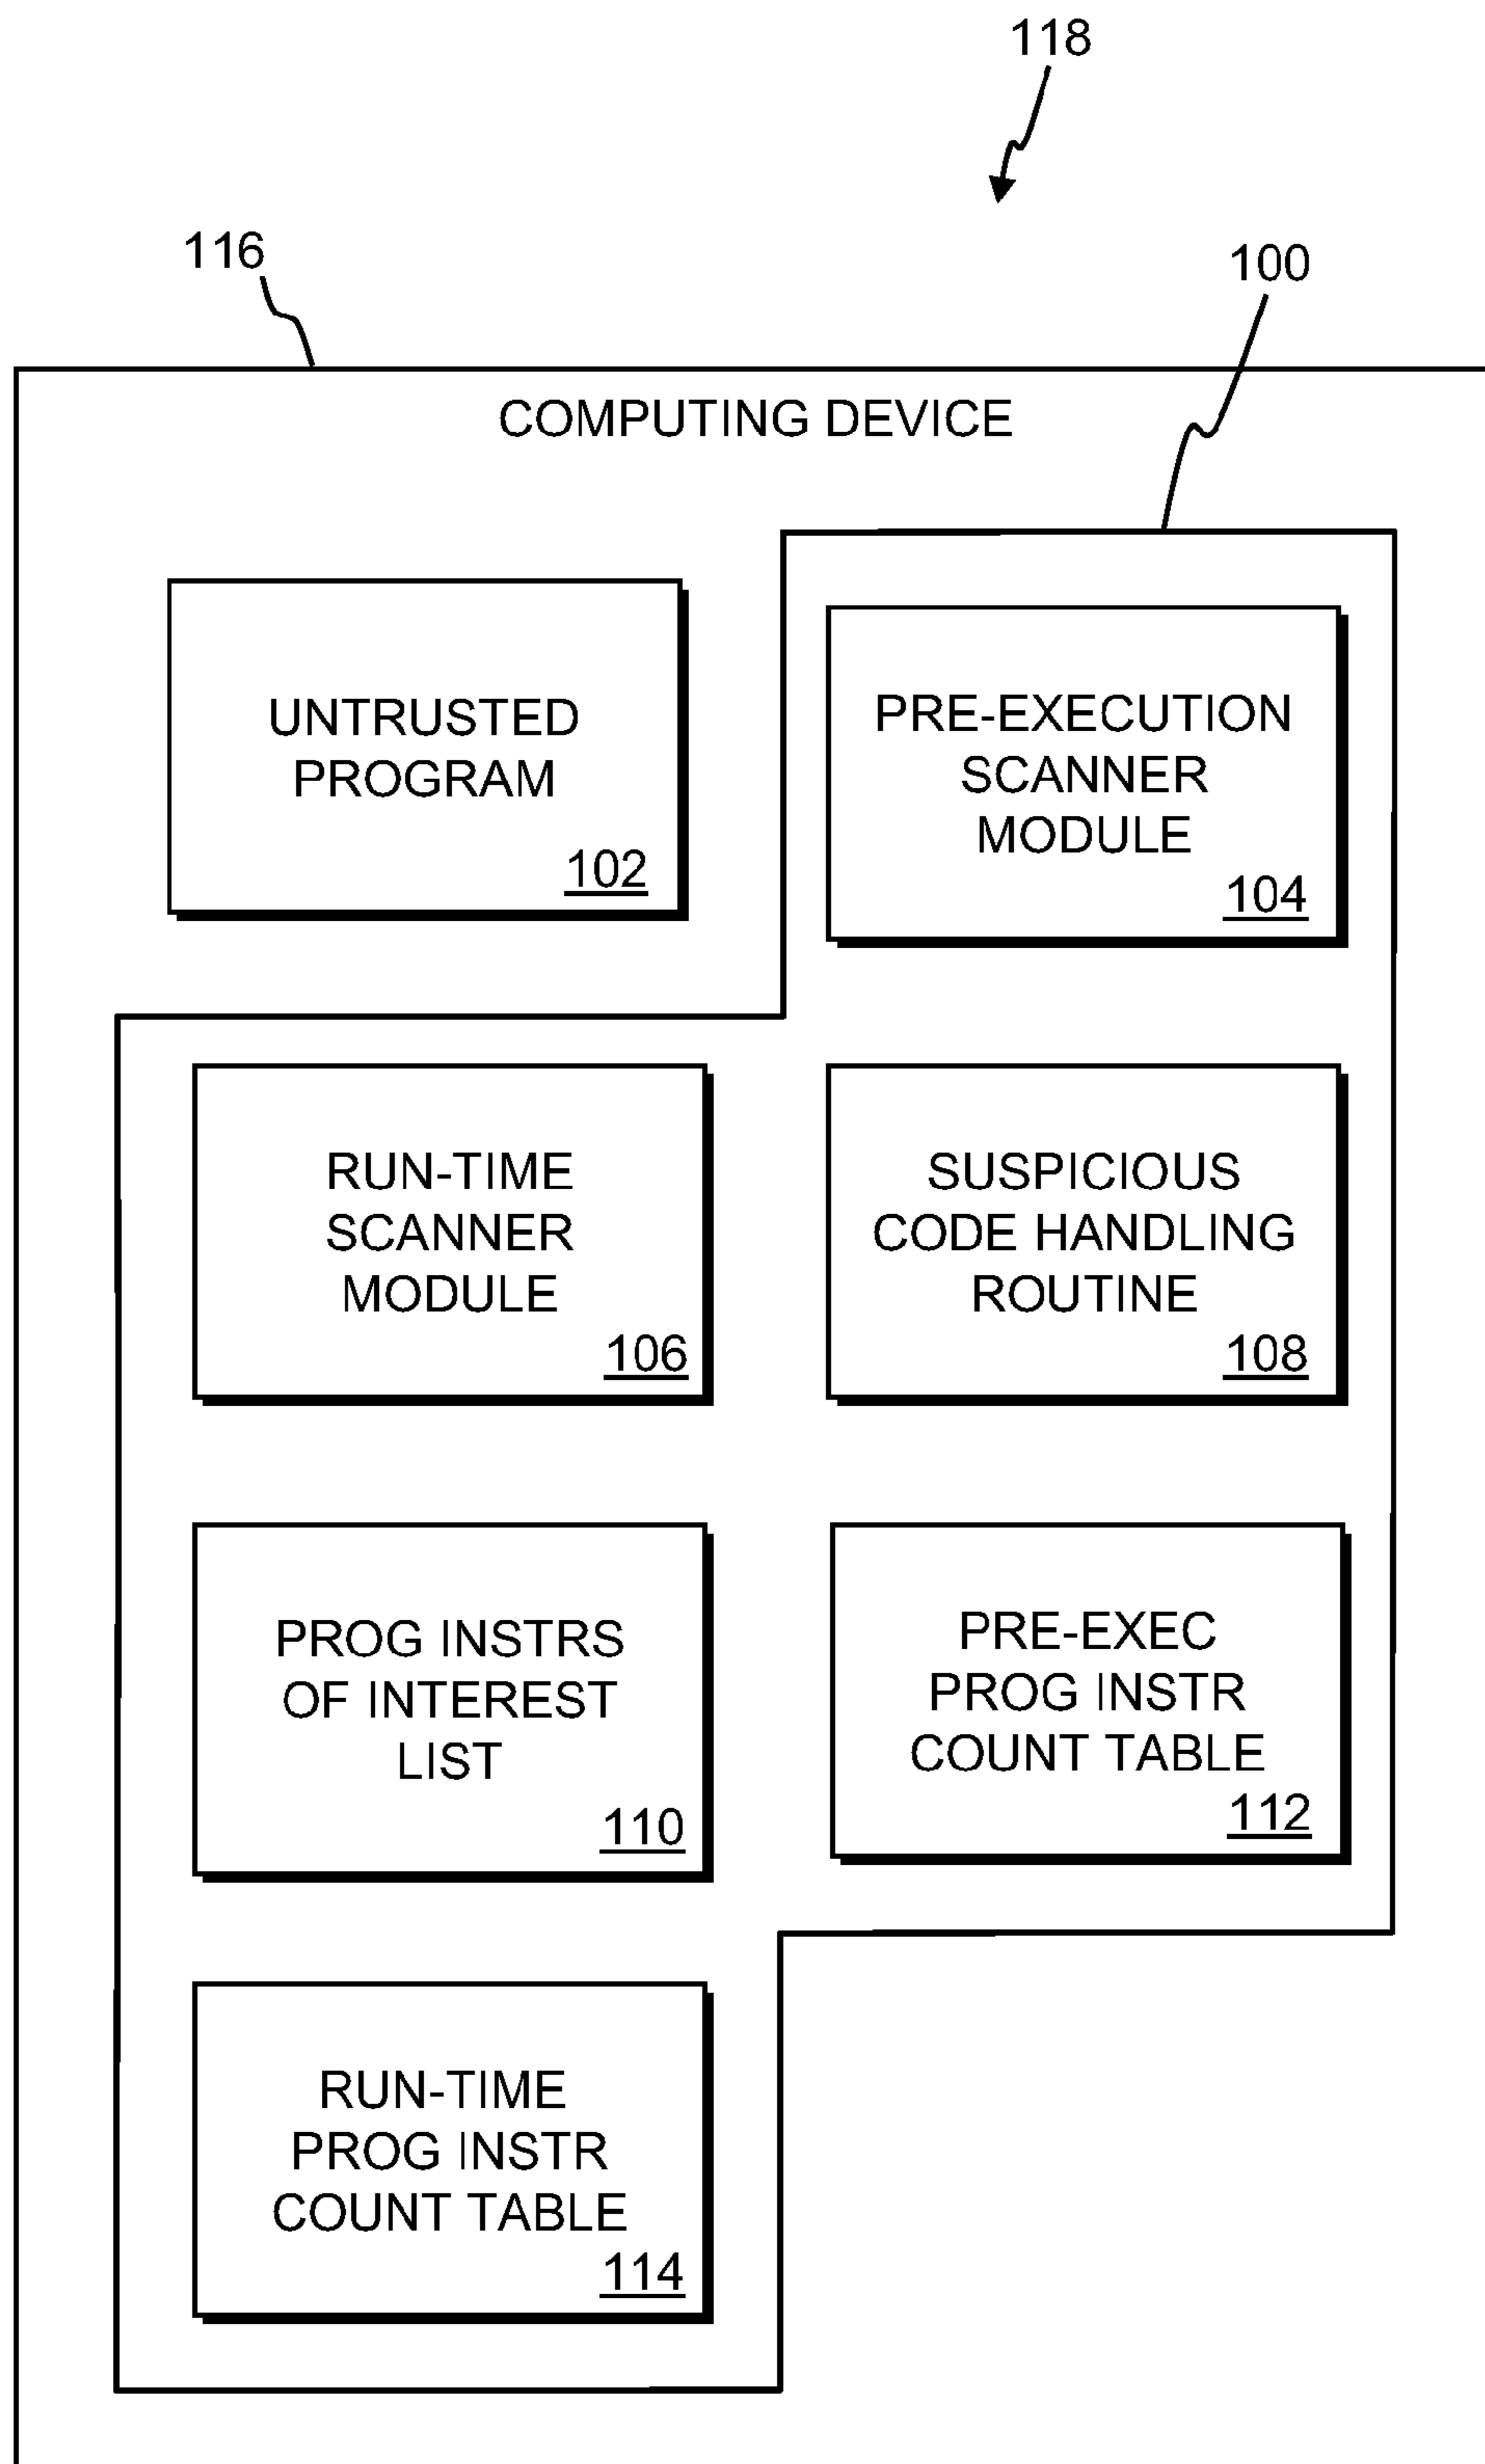 118
116
100
COMPUTING DEVICE
UNTRUSTED
PROGRAM
102
PRE-EXECUTION
SCANNER
MODULE
104
RUN-TIME
SCANNER
MODULE
106
SUSPICIOUS
CODE HANDLING
ROUTINE
108
PROG INSTRS
OF INTEREST
LIST
110
PRE-EXEC
PROG INSTR
COUNT TABLE
112
RUN-TIME
PROG INSTR
COUNT TABLE
114